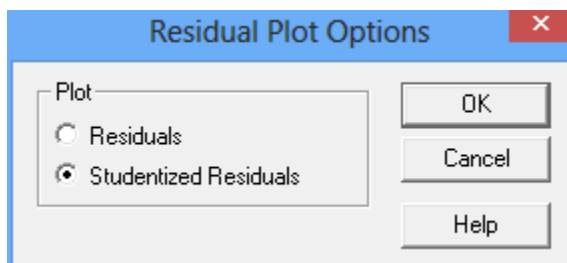 Residual Plot Options
Plot
Residuals
Studentized Residuals
OK
Cancel
Help